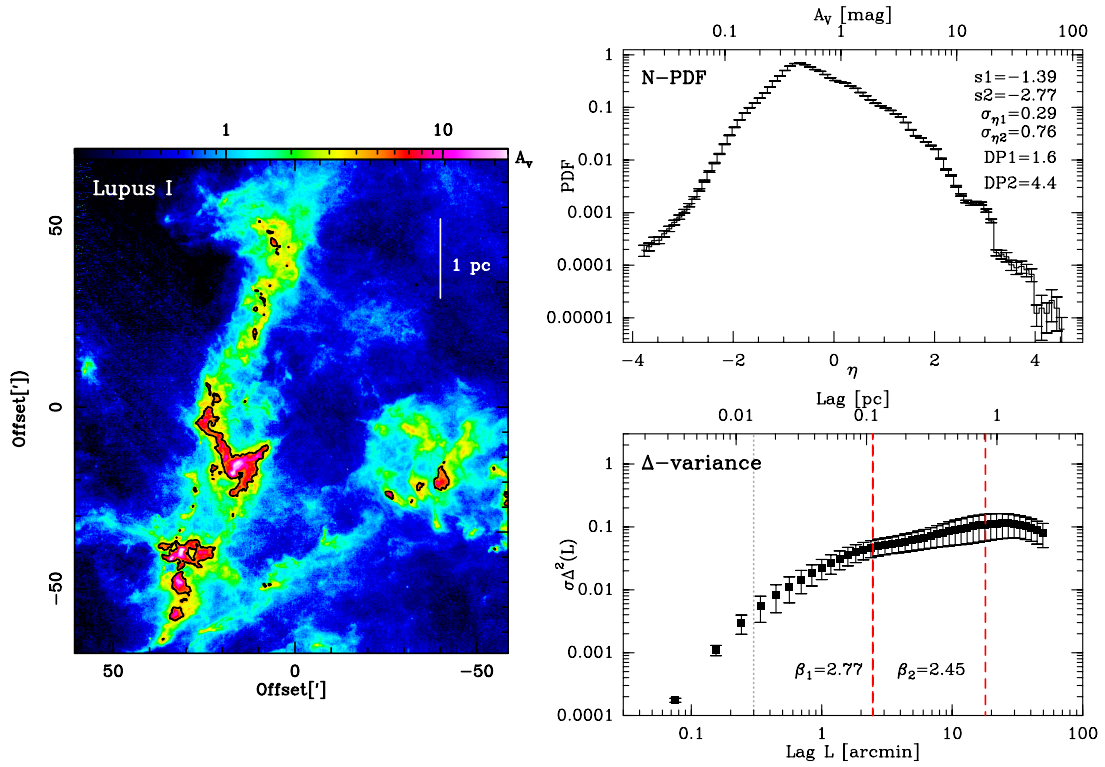 1 10
A_V
Lupus I
1 pc
50
0
−50
Offset[']
50 0 −50
Offset[']
A_V [mag]
0.1 1 10 100
N−PDF
s1=−1.39
s2=−2.77
σ_η1=0.29
σ_η2=0.76
DP1=1.6
DP2=4.4
PDF
1
0.1
0.01
0.001
0.0001
0.00001
−4 −2 0 2 4
η
Lag [pc]
0.01 0.1 1
Δ−variance
σΔ²(L)
1
0.1
0.01
0.001
0.0001
β₁=2.77 β₂=2.45
0.1 1 10 100
Lag L [arcmin]